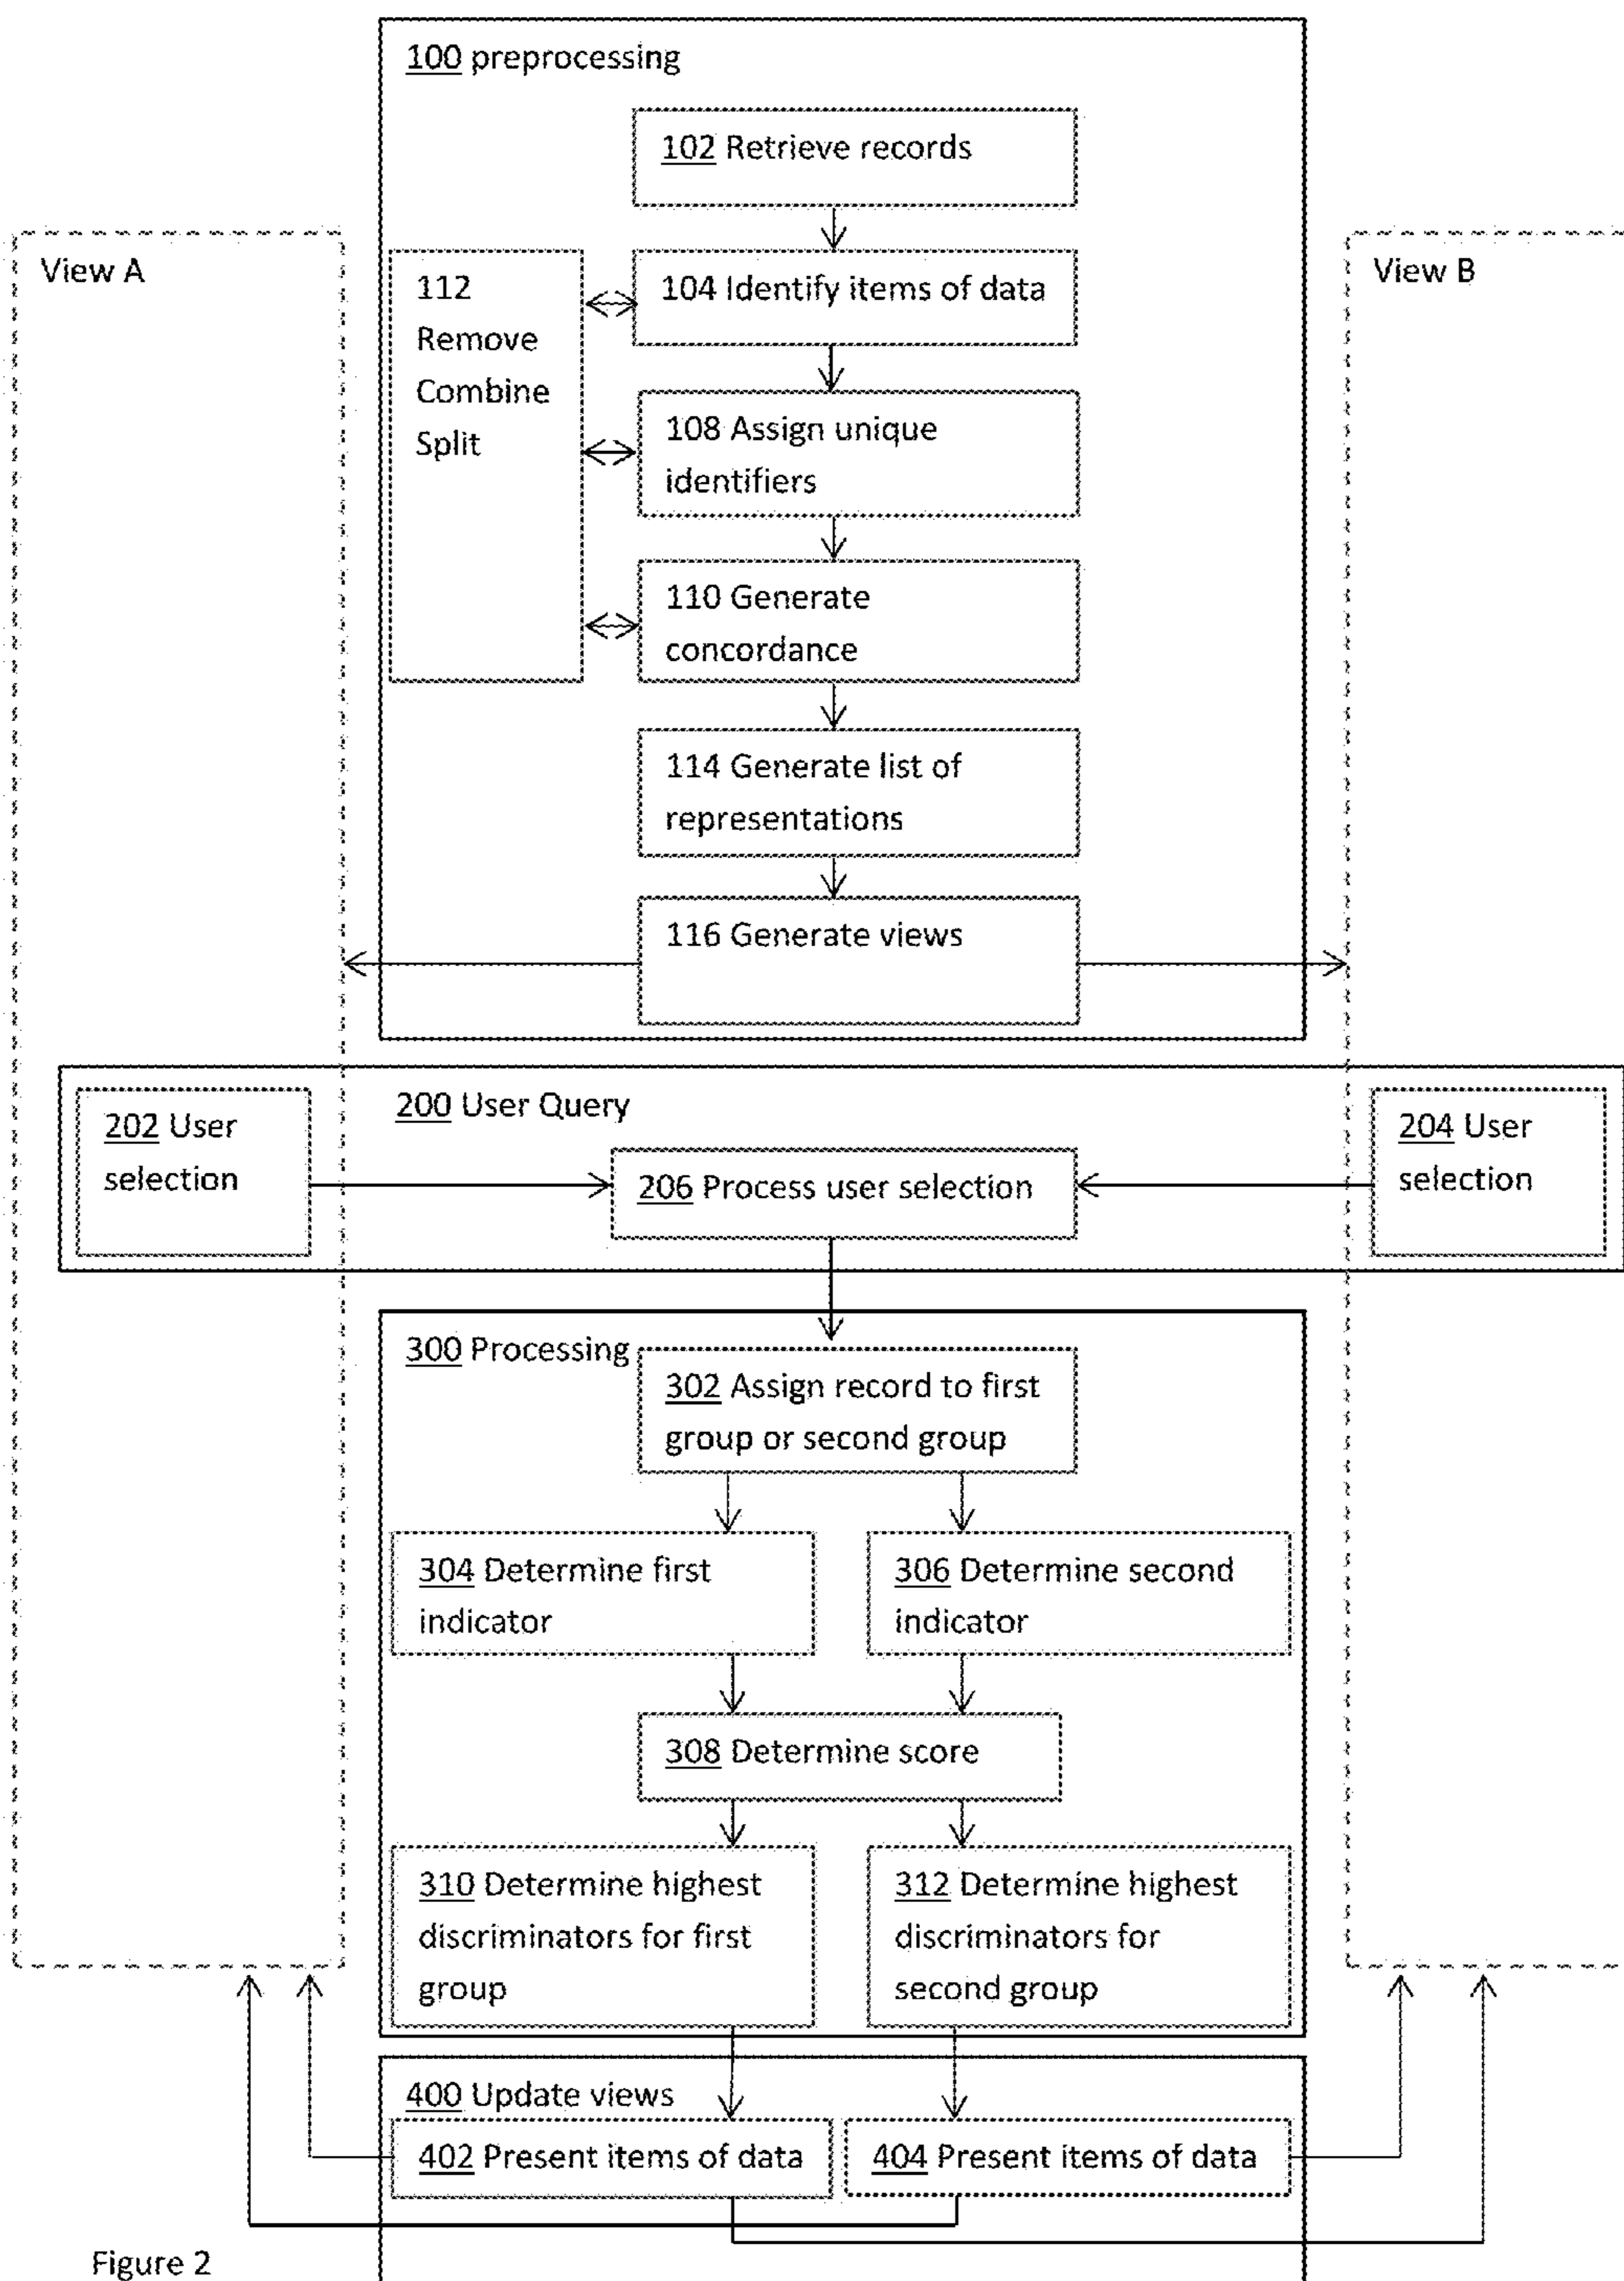 100 preprocessing
102 Retrieve records
View A
112
Remove
Combine
Split
104 Identify items of data
View B
108 Assign unique
identifiers
110 Generate
concordance
114 Generate list of
representations
116 Generate views
200 User Query
202 User
selection
206 Process user selection
204 User
selection
300 Processing
302 Assign record to first
group or second group
304 Determine first
indicator
306 Determine second
indicator
308 Determine score
310 Determine highest
discriminators for first
group
312 Determine highest
discriminators for
second group
400 Update views
402 Present items of data
404 Present items of data
Figure 2